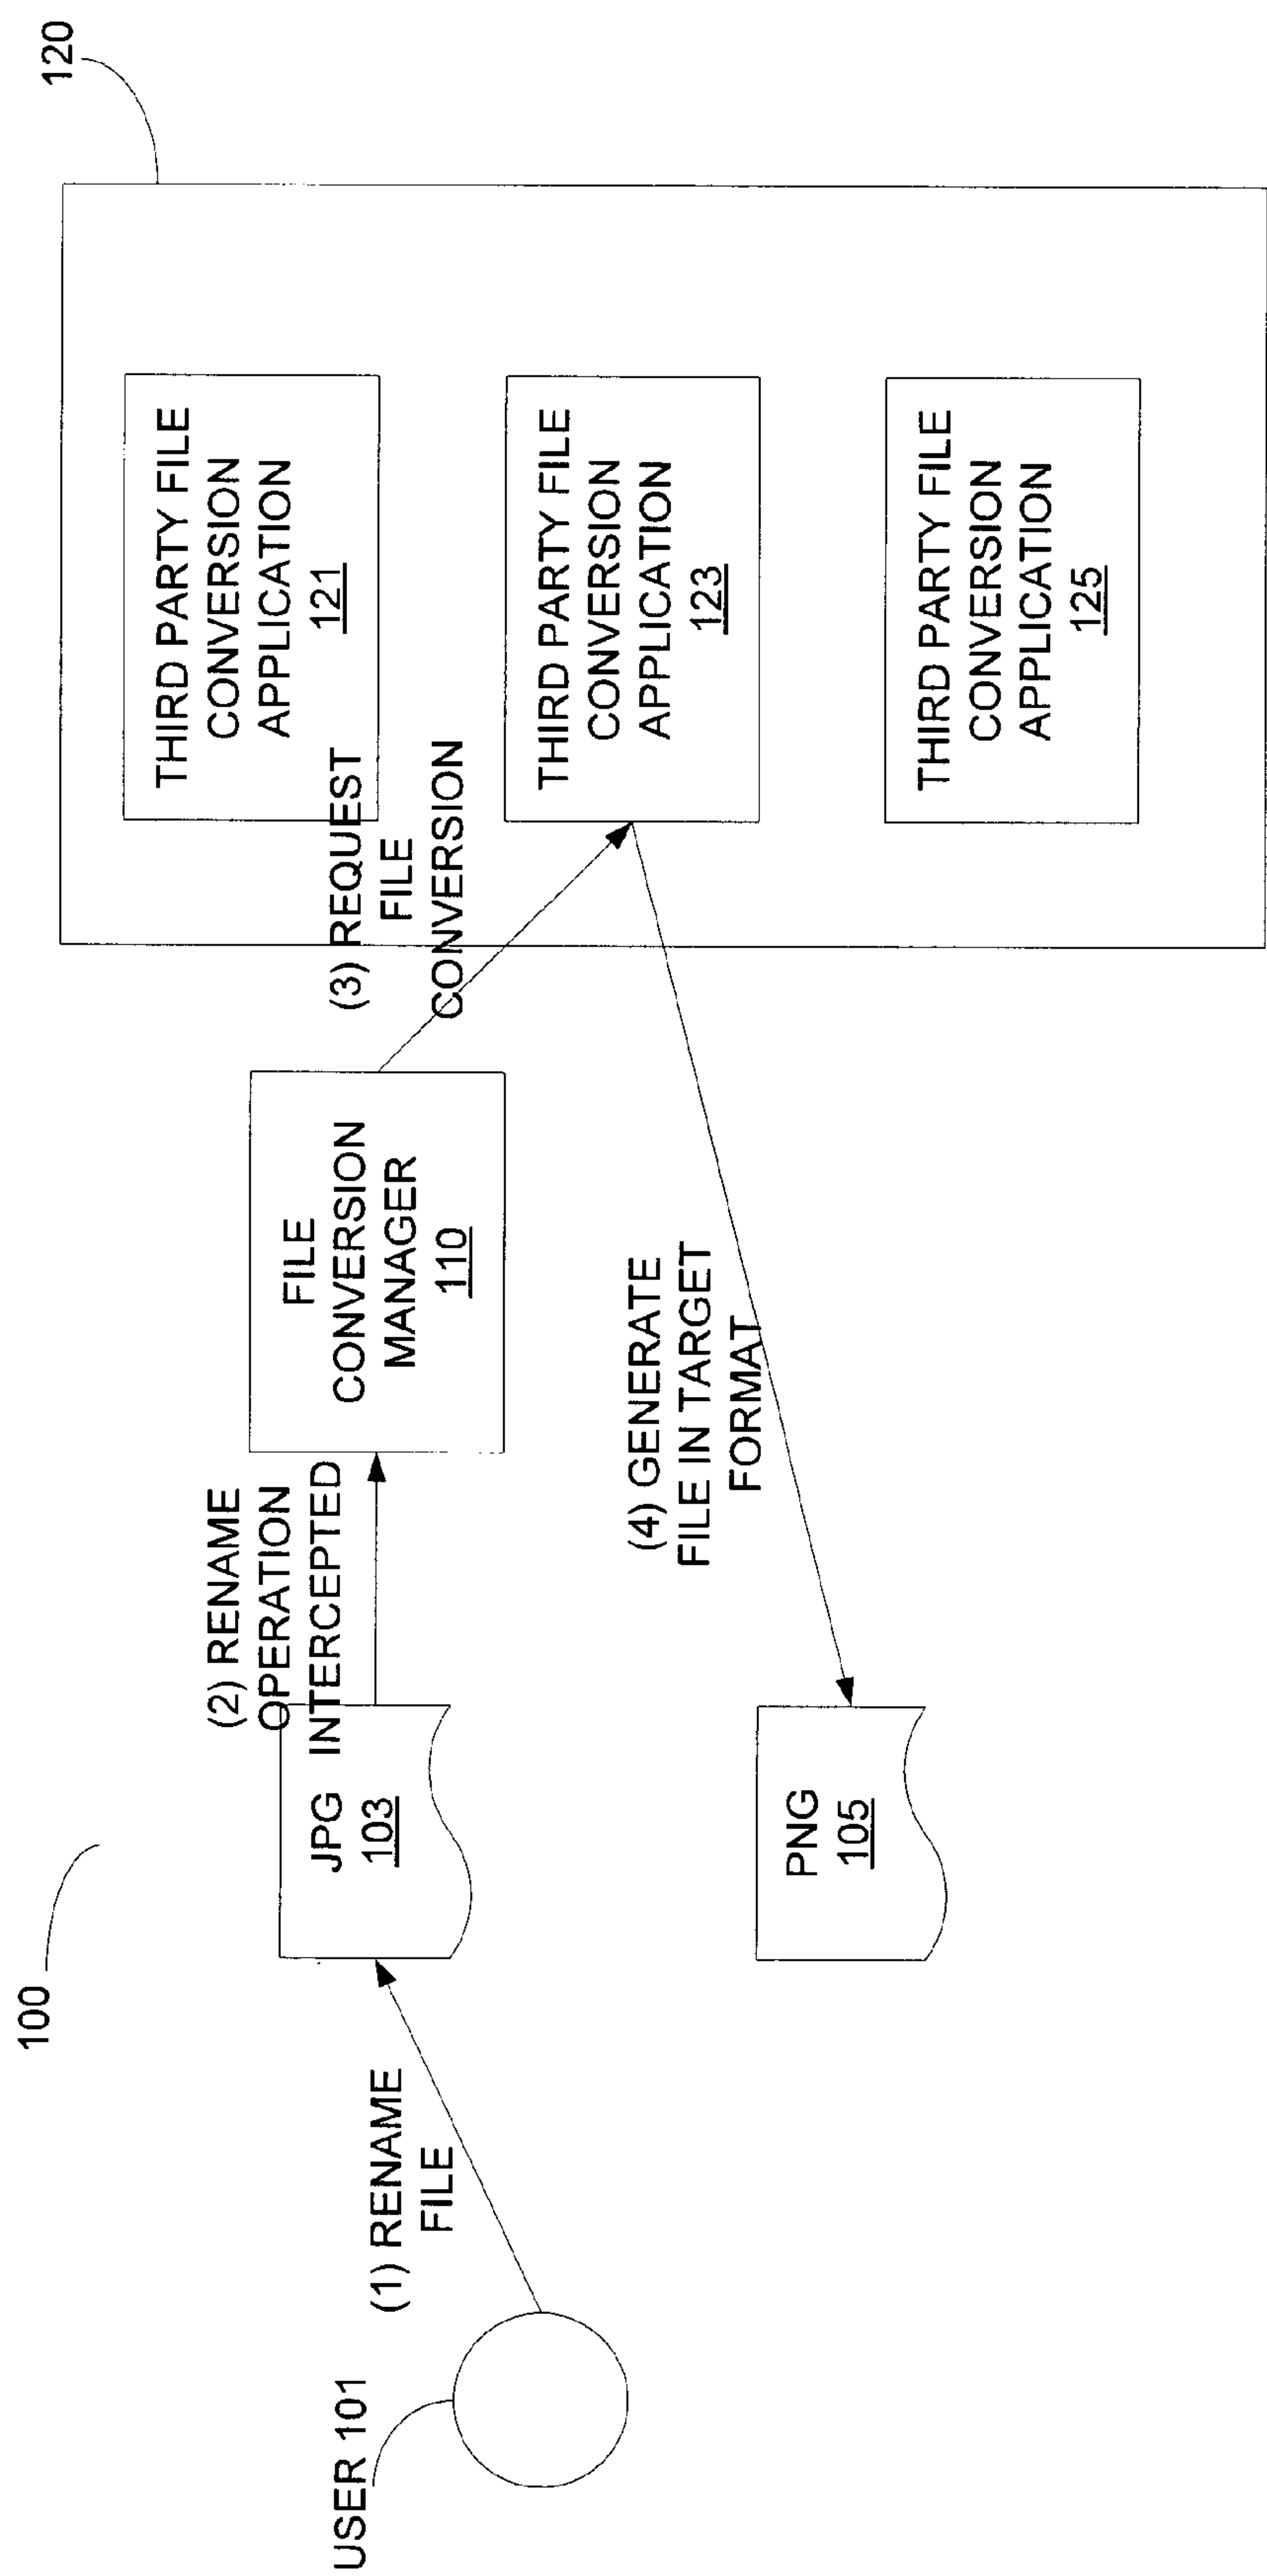 100
120
USER 101
(1) RENAME
FILE
(2) RENAME
OPERATION
INTERCEPTED
JPG
103
FILE
CONVERSION
MANAGER
110
(3) REQUEST
FILE
CONVERSION
THIRD PARTY FILE
CONVERSION
APPLICATION
121
THIRD PARTY FILE
CONVERSION
APPLICATION
123
THIRD PARTY FILE
CONVERSION
APPLICATION
125
(4) GENERATE
FILE IN TARGET
FORMAT
PNG
105